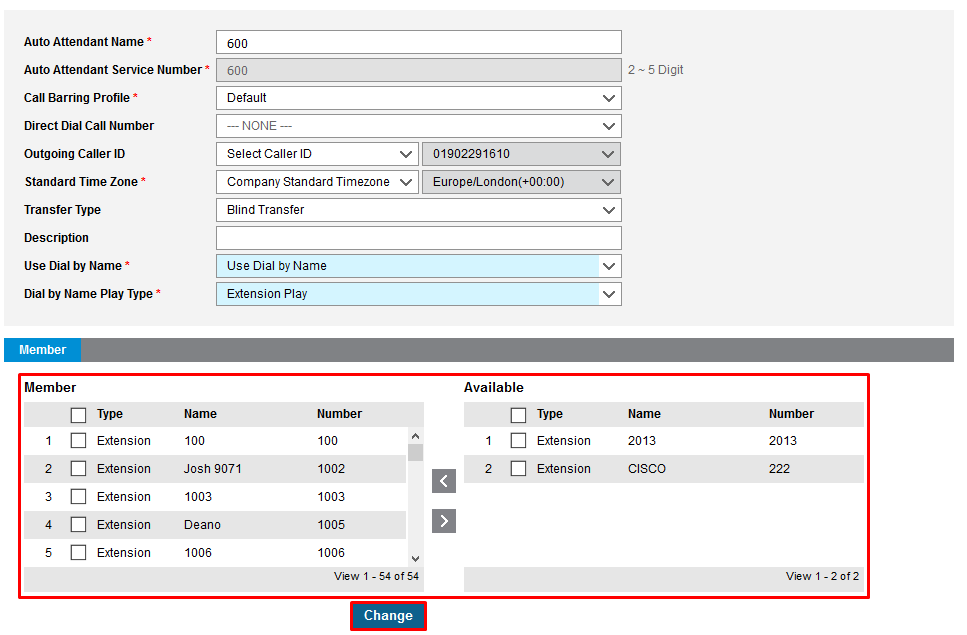 Auto Attendant Name * 600
Auto Attendant Service Number * 600 2 ~ 5 Digit
Call Barring Profile * Default
Direct Dial Call Number --- NONE ---
Outgoing Caller ID Select Caller ID 01902291610
Standard Time Zone * Company Standard Timezone Europe/London(+00:00)
Transfer Type Blind Transfer
Description
Use Dial by Name * Use Dial by Name
Dial by Name Play Type * Extension Play
Member
Member
Type Name Number
1 Extension 100 100
2 Extension Josh 9071 1002
3 Extension 1003 1003
4 Extension Deano 1005
5 Extension 1006 1006
View 1 - 54 of 54
Available
Type Name Number
1 Extension 2013 2013
2 Extension CISCO 222
View 1 - 2 of 2
Change